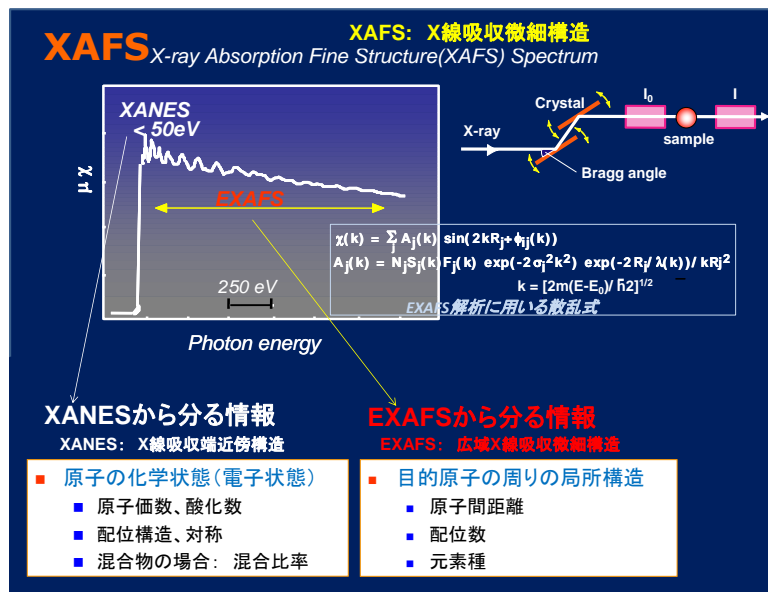 XAFS: X線吸収微細構造
XAFS X-ray Absorption Fine Structure(XAFS) Spectrum
XANES
< 50eV
μχ
EXAFS
250 eV
Photon energy
Crystal
I₀
I
X-ray
sample
Bragg angle
χ(k) = Σj Aj(k) sin(2kRj+ϕij(k))
Aj(k) = NjSj(k)Fj(k) exp(-2σj²k²) exp(-2Rj/λ(k))/kRj²
k = [2m(E-E₀)/ħ2]^1/2
EXAFS解析に用いる散乱式
XANESから分る情報
XANES: X線吸収端近傍構造
原子の化学状態(電子状態)
原子価数、酸化数
配位構造、対称
混合物の場合: 混合比率
EXAFSから分る情報
EXAFS: 広域X線吸収微細構造
目的原子の周りの局所構造
原子間距離
配位数
元素種